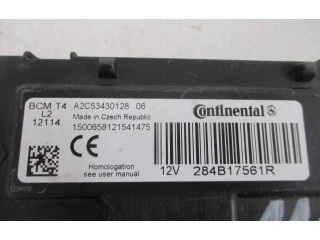 BCM T4 A2C53430128 06
L2 Made in Czech Republic
12114 1500658121541475
Continental
CE
Homologation
see user manual
12V 284B17561R